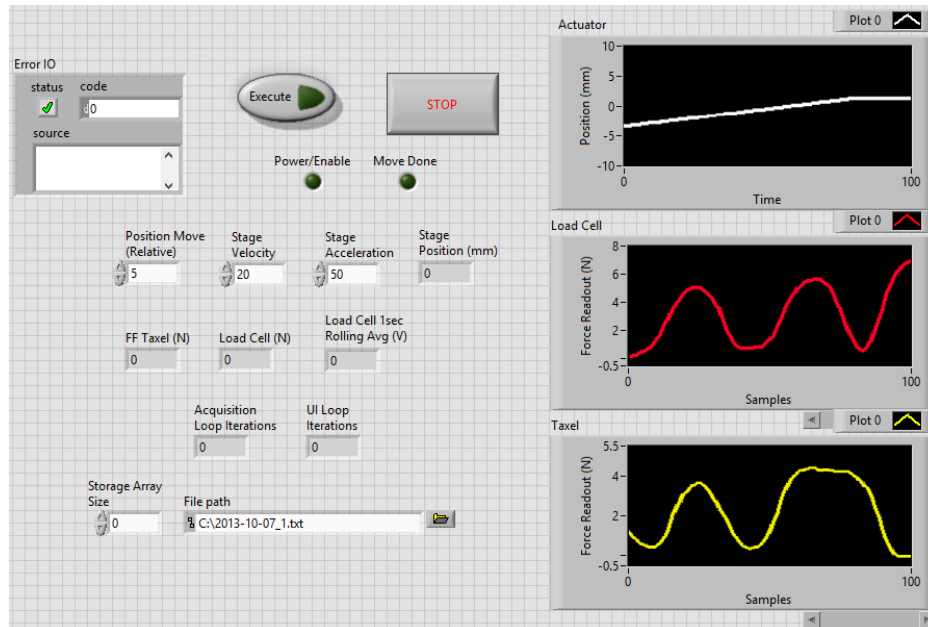 Error IO
status code
0
source
Execute
STOP
Power/Enable Move Done
Position Move
(Relative)
5
Stage
Velocity
20
Stage
Acceleration
50
Stage
Position (mm)
0
FF Taxel (N)
0
Load Cell (N)
0
Load Cell 1sec
Rolling Avg (V)
0
Acquisition
Loop Iterations
0
UI Loop
Iterations
0
Storage Array
Size
0
File path
C:\2013-10-07_1.txt
Actuator
Plot 0
Position (mm)
10
5
0
-5
-10
0 100
Time
Load Cell
Plot 0
Force Readout (N)
8
6
4
2
-0.5
0 100
Samples
Taxel
Plot 0
Force Readout (N)
5.5
4
2
-0.5
0 100
Samples